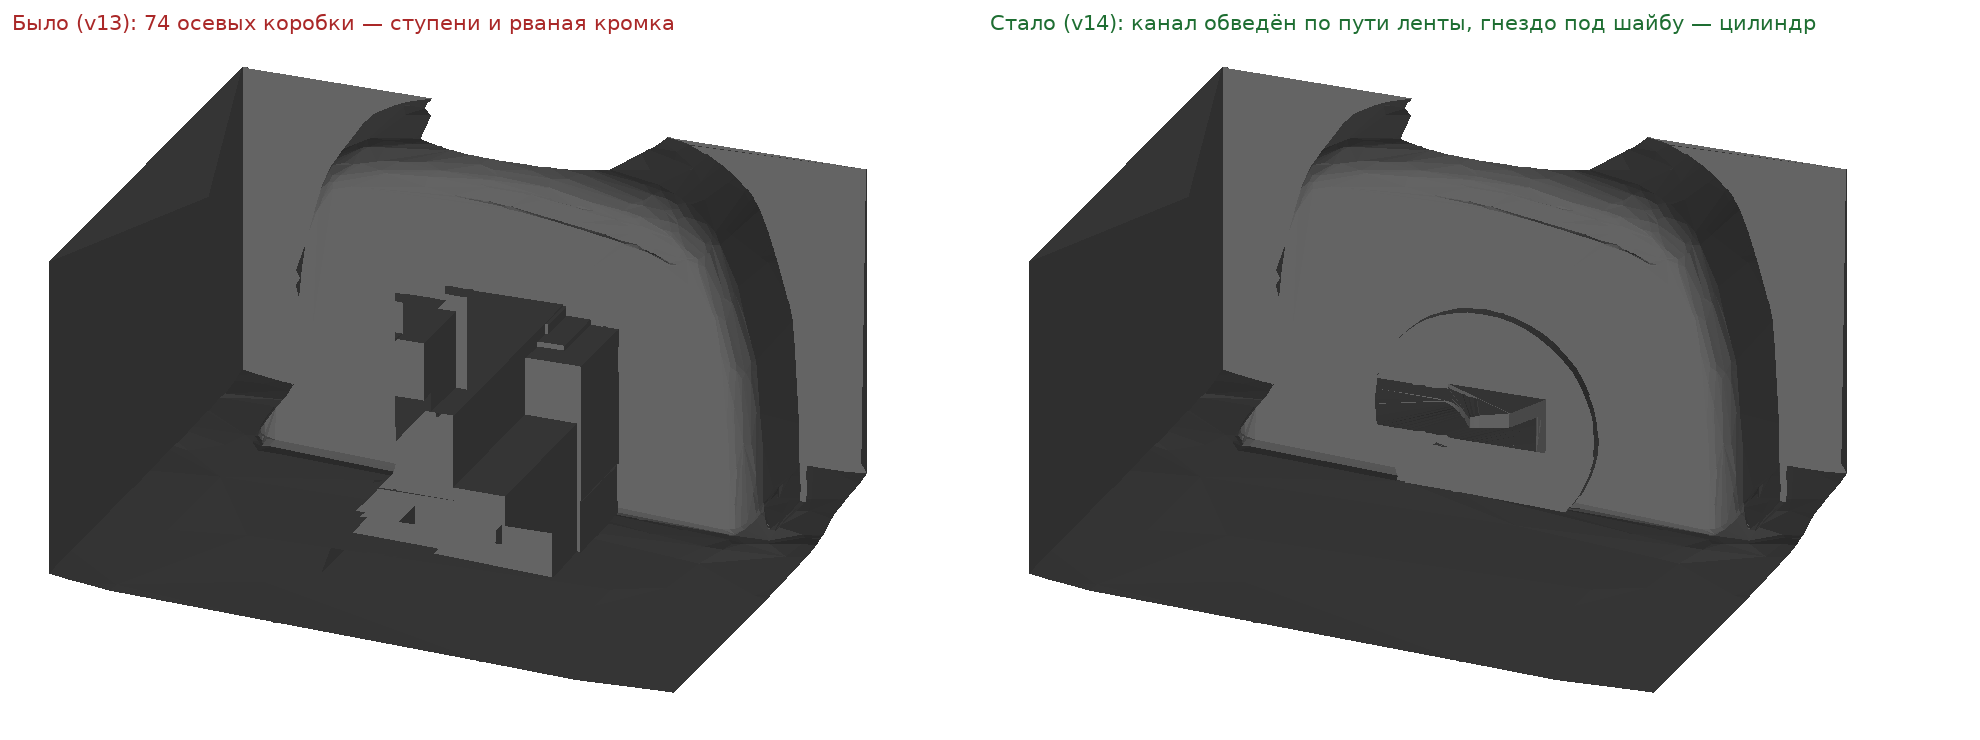 Было (v13): 74 осевых коробки — ступени и рваная кромка
Стало (v14): канал обведён по пути ленты, гнездо под шайбу — цилиндр